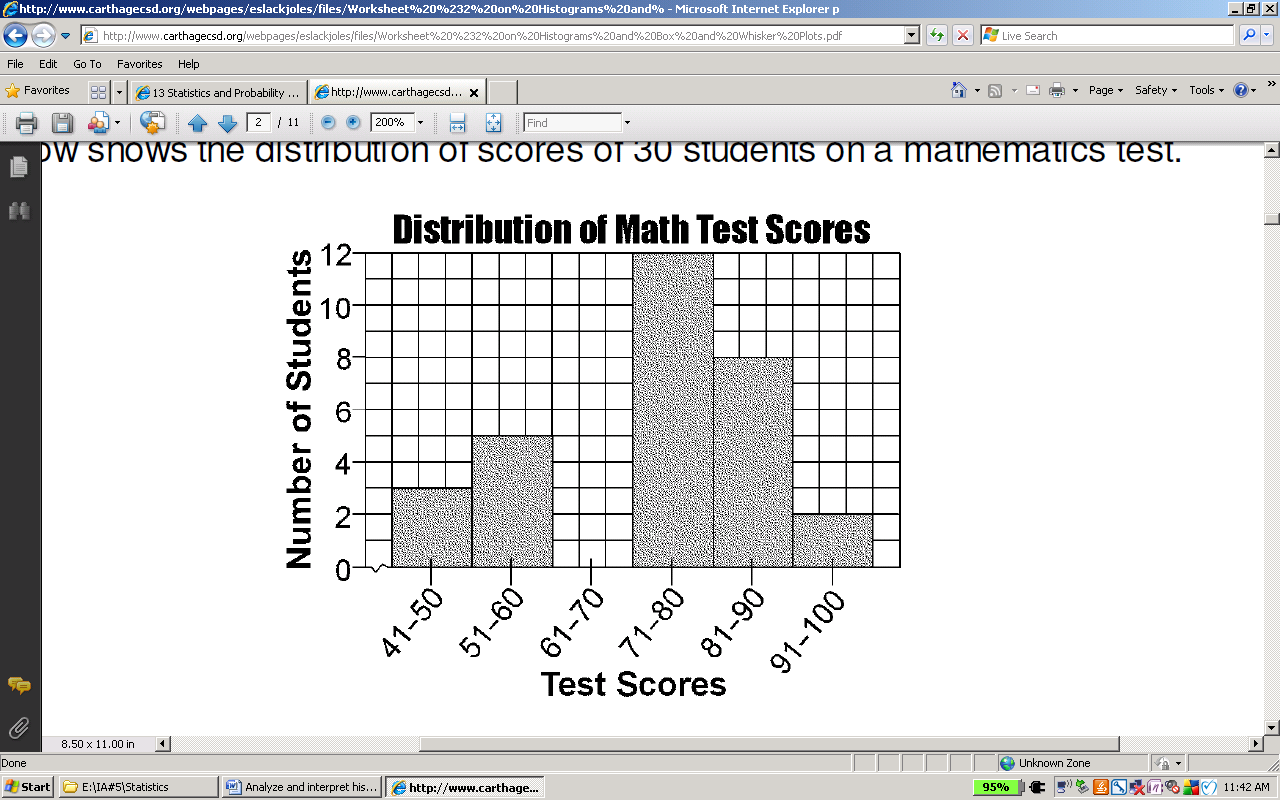 http://www.carthagecsd.org/webpages/eslackjoles/files/Worksheet%20%232%20on%20Histograms%20and% - Microsoft Internet Explorer p
http://www.carthagecsd.org/webpages/eslackjoles/files/Worksheet%20%232%20on%20Histograms%20and%20Box%20and%20Whisker%20Plots.pdf
Live Search
File Edit Go To Favorites Help
Favorites
13 Statistics and Probability ...
http://www.carthagecsd...
Page Safety Tools
2 / 11
200%
Find
ow shows the distribution of scores of 30 students on a mathematics test.
Distribution of Math Test Scores
Number of Students
12
10
8
6
4
2
0
41–50
51–60
61–70
71–80
81–90
91–100
Test Scores
8.50 x 11.00 in
Done
Unknown Zone
Start
E:\IA#5\Statistics
Analyze and interpret his...
http://www.carthage...
95%
11:42 AM